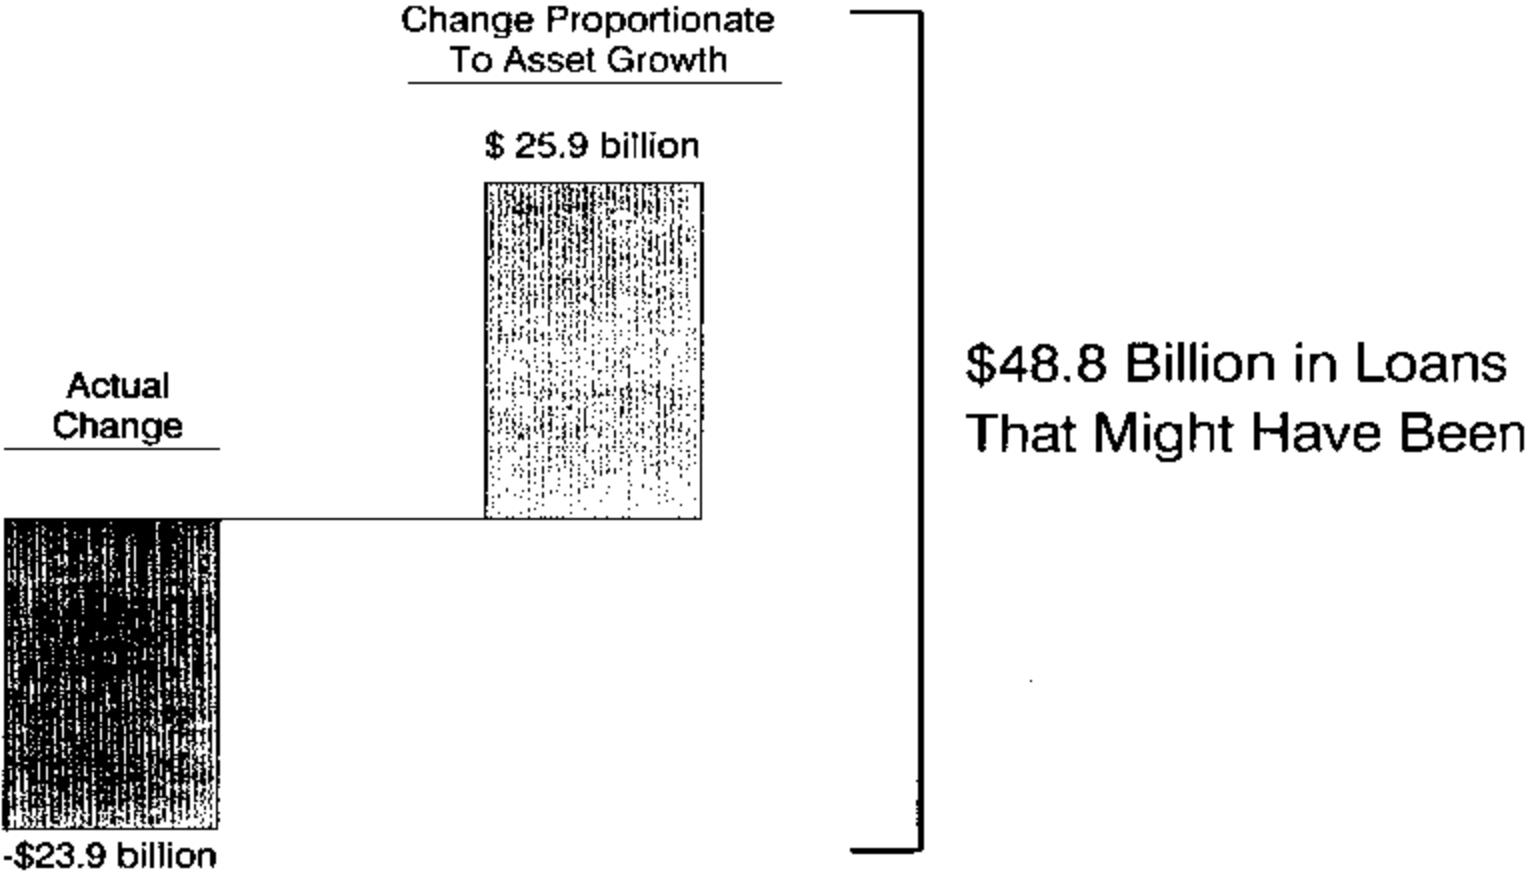 Change Proportionate
To Asset Growth
$ 25.9 billion
Actual
Change
-$23.9 billion
$48.8 Billion in Loans
That Might Have Been